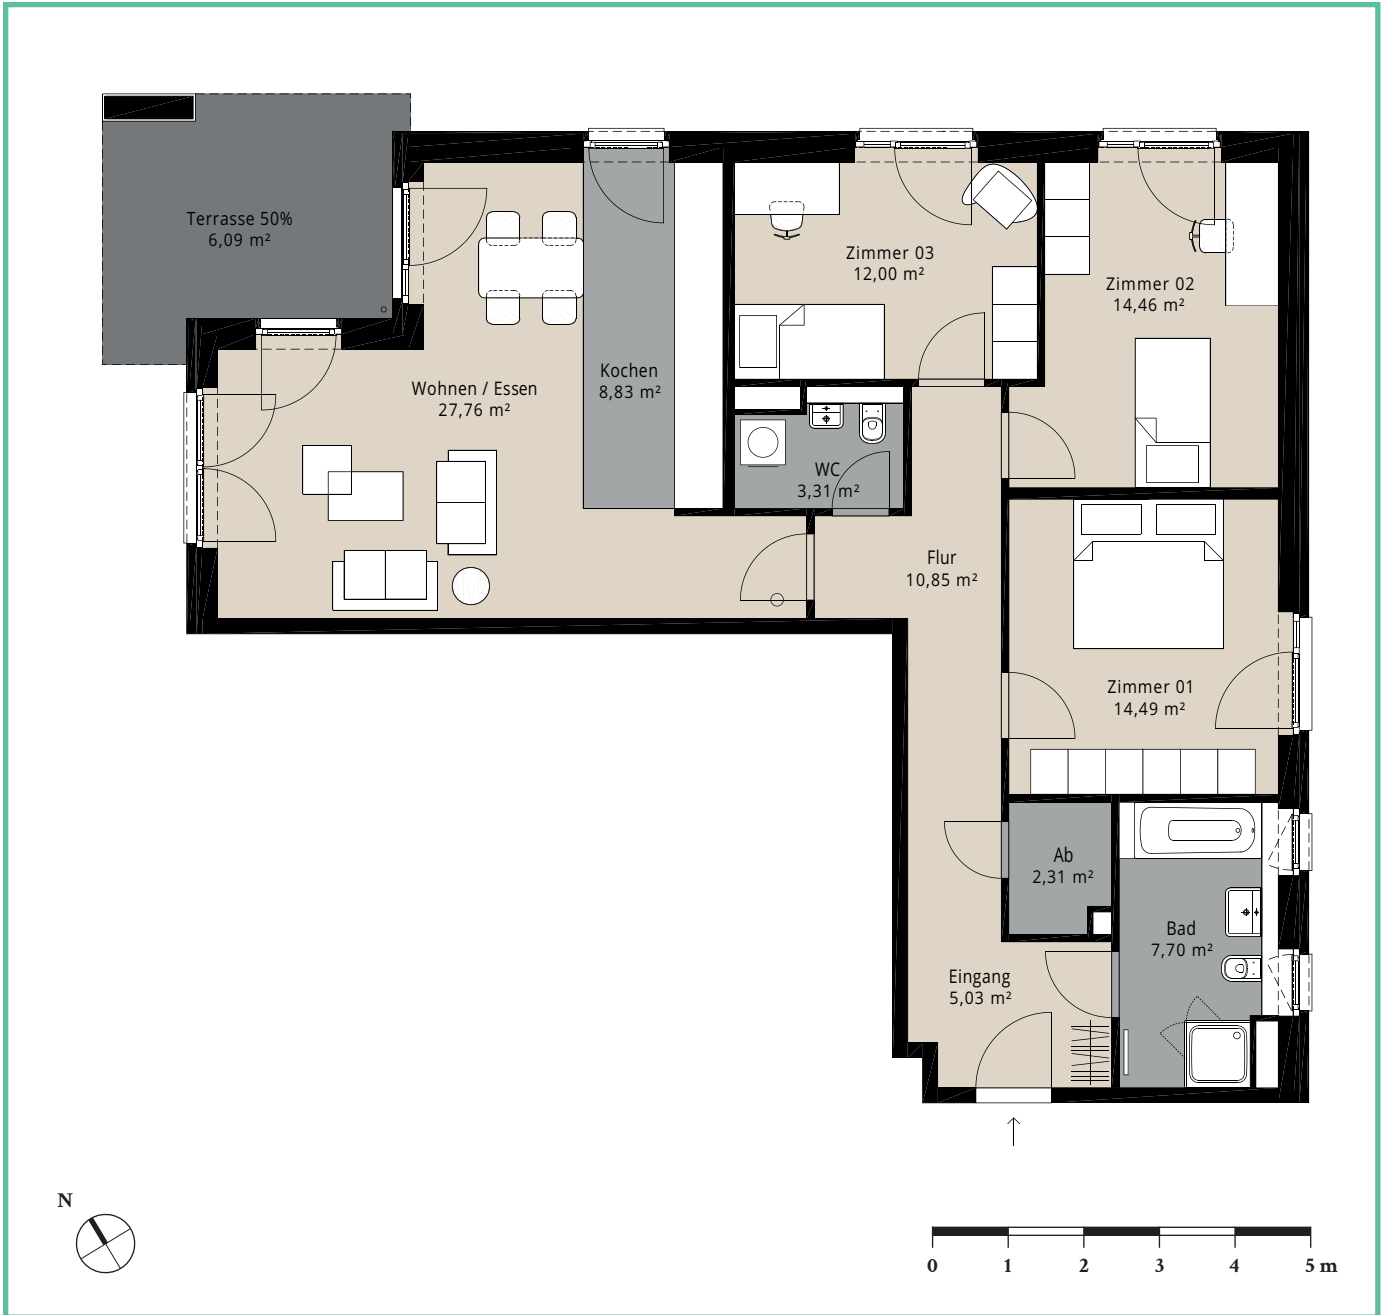 Terrasse 50%
6,09 m²
Zimmer 03
12,00 m²
Zimmer 02
14,46 m²
Kochen
8,83 m²
Wohnen / Essen
27,76 m²
WC
3,31 m²
Flur
10,85 m²
Zimmer 01
14,49 m²
Ab
2,31 m²
Bad
7,70 m²
Eingang
5,03 m²
N
0 1 2 3 4 5 m